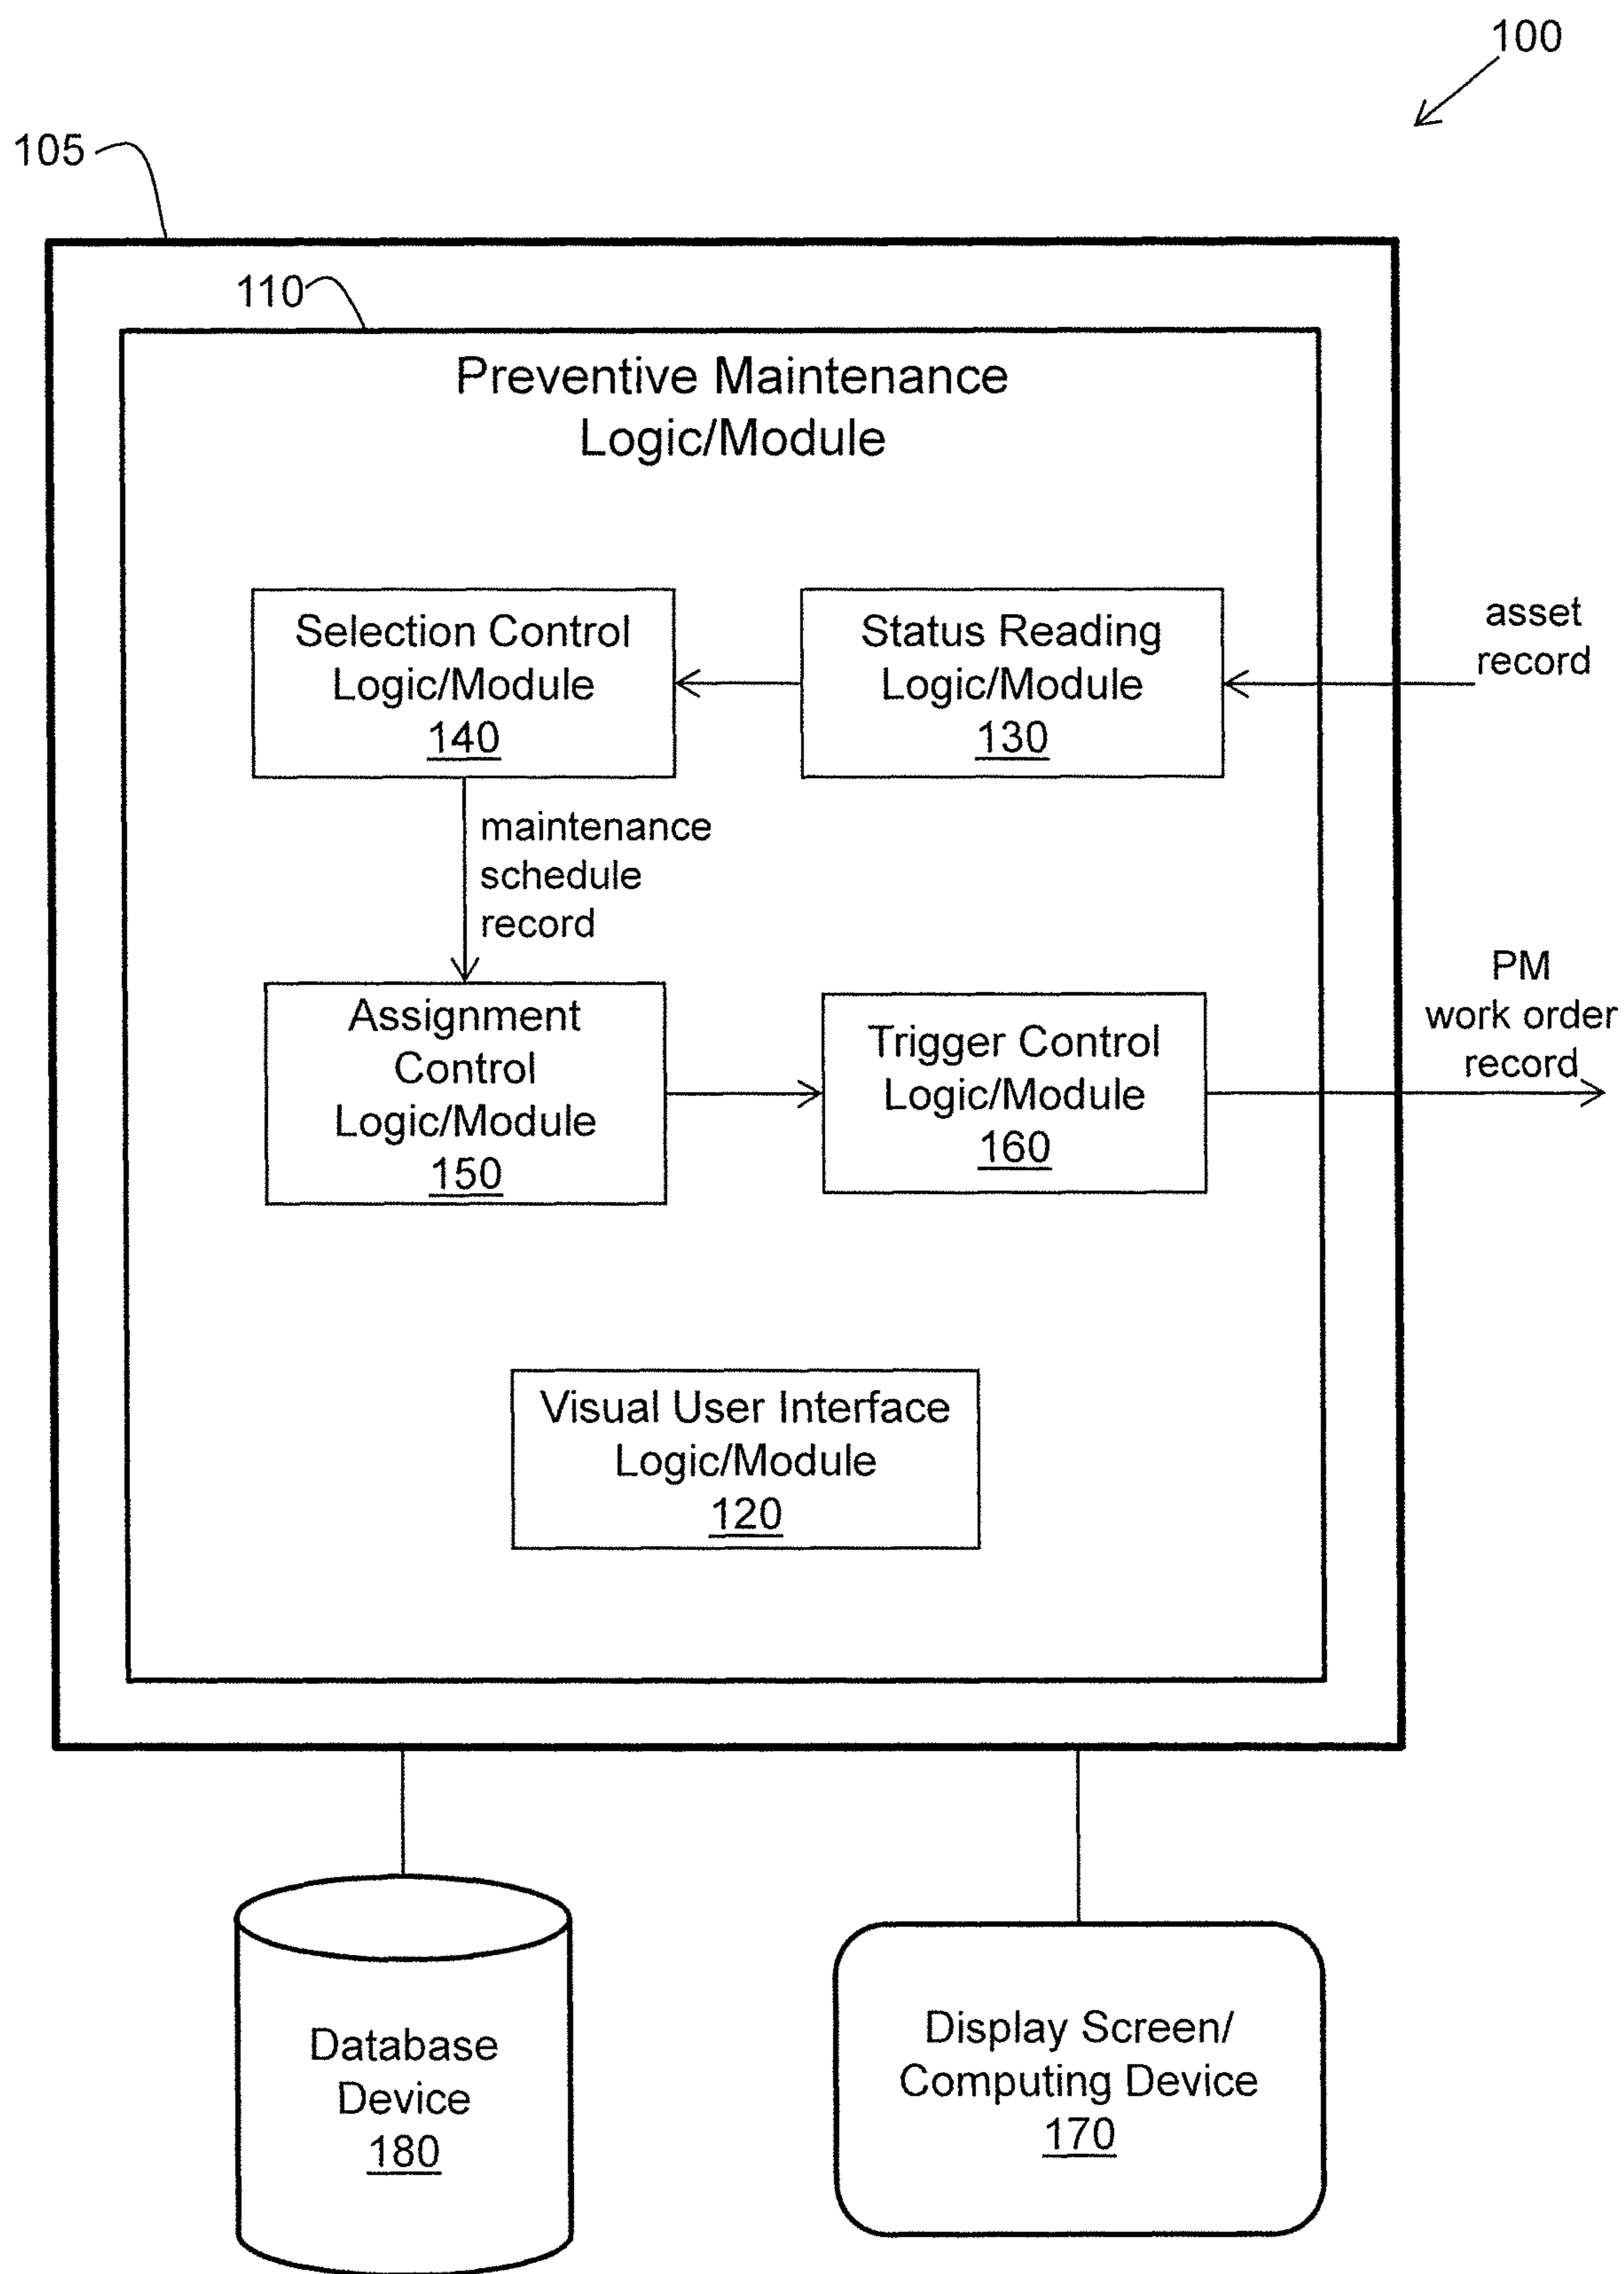 100
105
110
Preventive Maintenance
Logic/Module
Selection Control
Logic/Module
140
Status Reading
Logic/Module
130
asset
record
maintenance
schedule
record
Assignment
Control
Logic/Module
150
Trigger Control
Logic/Module
160
PM
work order
record
Visual User Interface
Logic/Module
120
Database
Device
180
Display Screen/
Computing Device
170